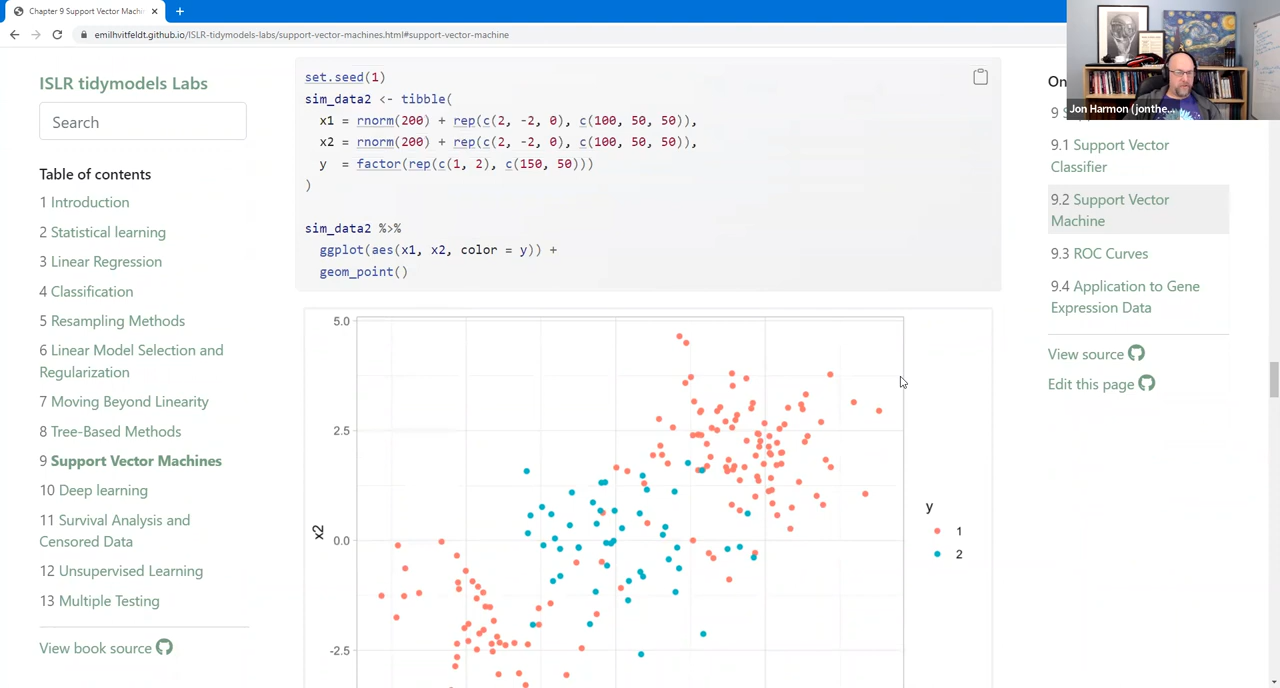 Chapter 9 Support Vector Machin
emilhvitfeldt.github.io/ISLR-tidymodels-labs/support-vector-machines.html#support-vector-machine
ISLR tidymodels Labs
Search
Table of contents
1 Introduction
2 Statistical learning
3 Linear Regression
4 Classification
5 Resampling Methods
6 Linear Model Selection and
Regularization
7 Moving Beyond Linearity
8 Tree-Based Methods
9 Support Vector Machines
10 Deep learning
11 Survival Analysis and
Censored Data
12 Unsupervised Learning
13 Multiple Testing
View book source
set.seed(1)
sim_data2 <- tibble(
x1 = rnorm(200) + rep(c(2, -2, 0), c(100, 50, 50)),
x2 = rnorm(200) + rep(c(2, -2, 0), c(100, 50, 50)),
y = factor(rep(c(1, 2), c(150, 50)))
)
sim_data2 %>%
ggplot(aes(x1, x2, color = y)) +
geom_point()
5.0
2.5
0.0
-2.5
x2
y
1
2
On
Jon Harmon (jonthe...
9 S
9.1 Support Vector
Classifier
9.2 Support Vector
Machine
9.3 ROC Curves
9.4 Application to Gene
Expression Data
View source
Edit this page